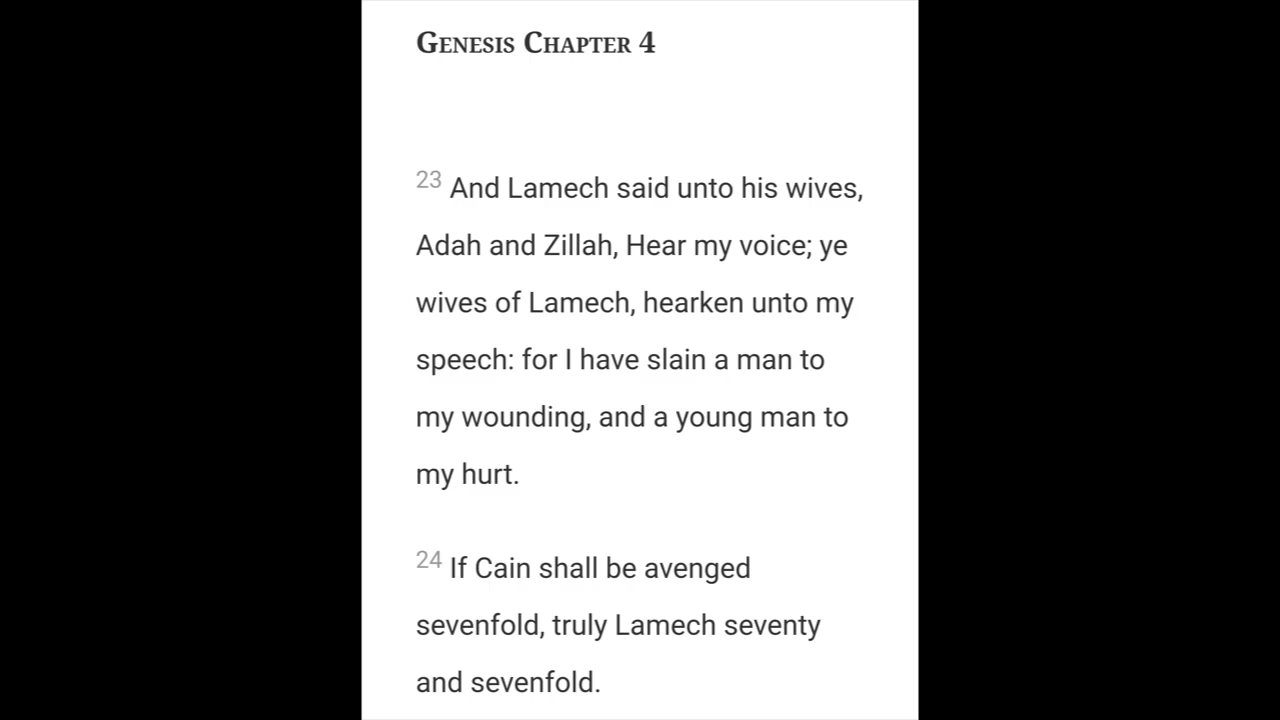 Genesis Chapter 4
23 And Lamech said unto his wives,
Adah and Zillah, Hear my voice; ye
wives of Lamech, hearken unto my
speech: for I have slain a man to
my wounding, and a young man to
my hurt.
24 If Cain shall be avenged
sevenfold, truly Lamech seventy
and sevenfold.